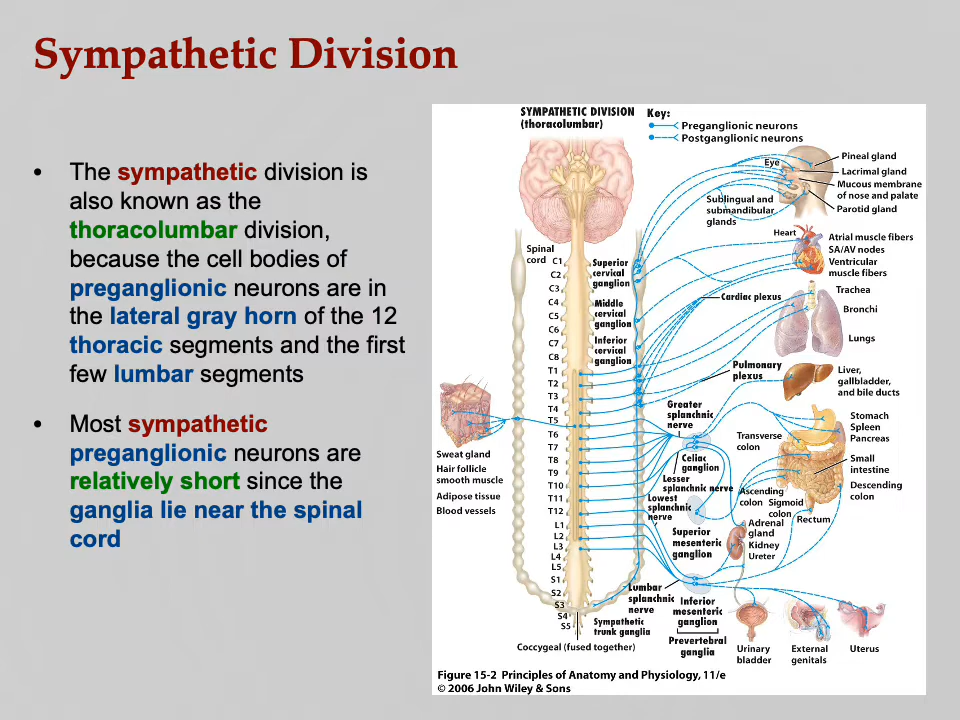 Sympathetic Division
• The sympathetic division is
also known as the
thoracolumbar division,
because the cell bodies of
preganglionic neurons are in
the lateral gray horn of the 12
thoracic segments and the first
few lumbar segments
• Most sympathetic
preganglionic neurons are
relatively short since the
ganglia lie near the spinal
cord
SYMPATHETIC DIVISION
(thoracolumbar)
Key:
Preganglionic neurons
Postganglionic neurons
Eye
Pineal gland
Lacrimal gland
Mucous membrane
of nose and palate
Parotid gland
Sublingual and
submandibular
glands
Heart
Atrial muscle fibers
SA/AV nodes
Ventricular
muscle fibers
Spinal
cord
C1
C2
C3
C4
C5
C6
C7
C8
T1
T2
T3
T4
T5
T6
T7
T8
T9
T10
T11
T12
L1
L2
L3
L4
L5
S1
S2
S3
S4
S5
Superior
cervical
ganglion
Middle
cervical
ganglion
Inferior
cervical
ganglion
Cardiac plexus
Trachea
Bronchi
Lungs
Pulmonary
plexus
Liver,
gallbladder,
and bile ducts
Greater
splanchnic
nerve
Stomach
Spleen
Pancreas
Transverse
colon
Celiac
ganglion
Small
intestine
Lesser
splanchnic nerve
Descending
colon
Lowest
splanchnic
nerve
Ascending
colon
Sigmoid
colon
Rectum
Sweat gland
Hair follicle
smooth muscle
Adipose tissue
Blood vessels
Superior
mesenteric
ganglion
Adrenal
gland
Kidney
Ureter
Lumbar
splanchnic
nerve
Inferior
mesenteric
ganglion
Sympathetic
trunk ganglia
Prevertebral
ganglia
Coccygeal (fused together)
Urinary
bladder
External
genitals
Uterus
Figure 15-2 Principles of Anatomy and Physiology, 11/e
© 2006 John Wiley & Sons